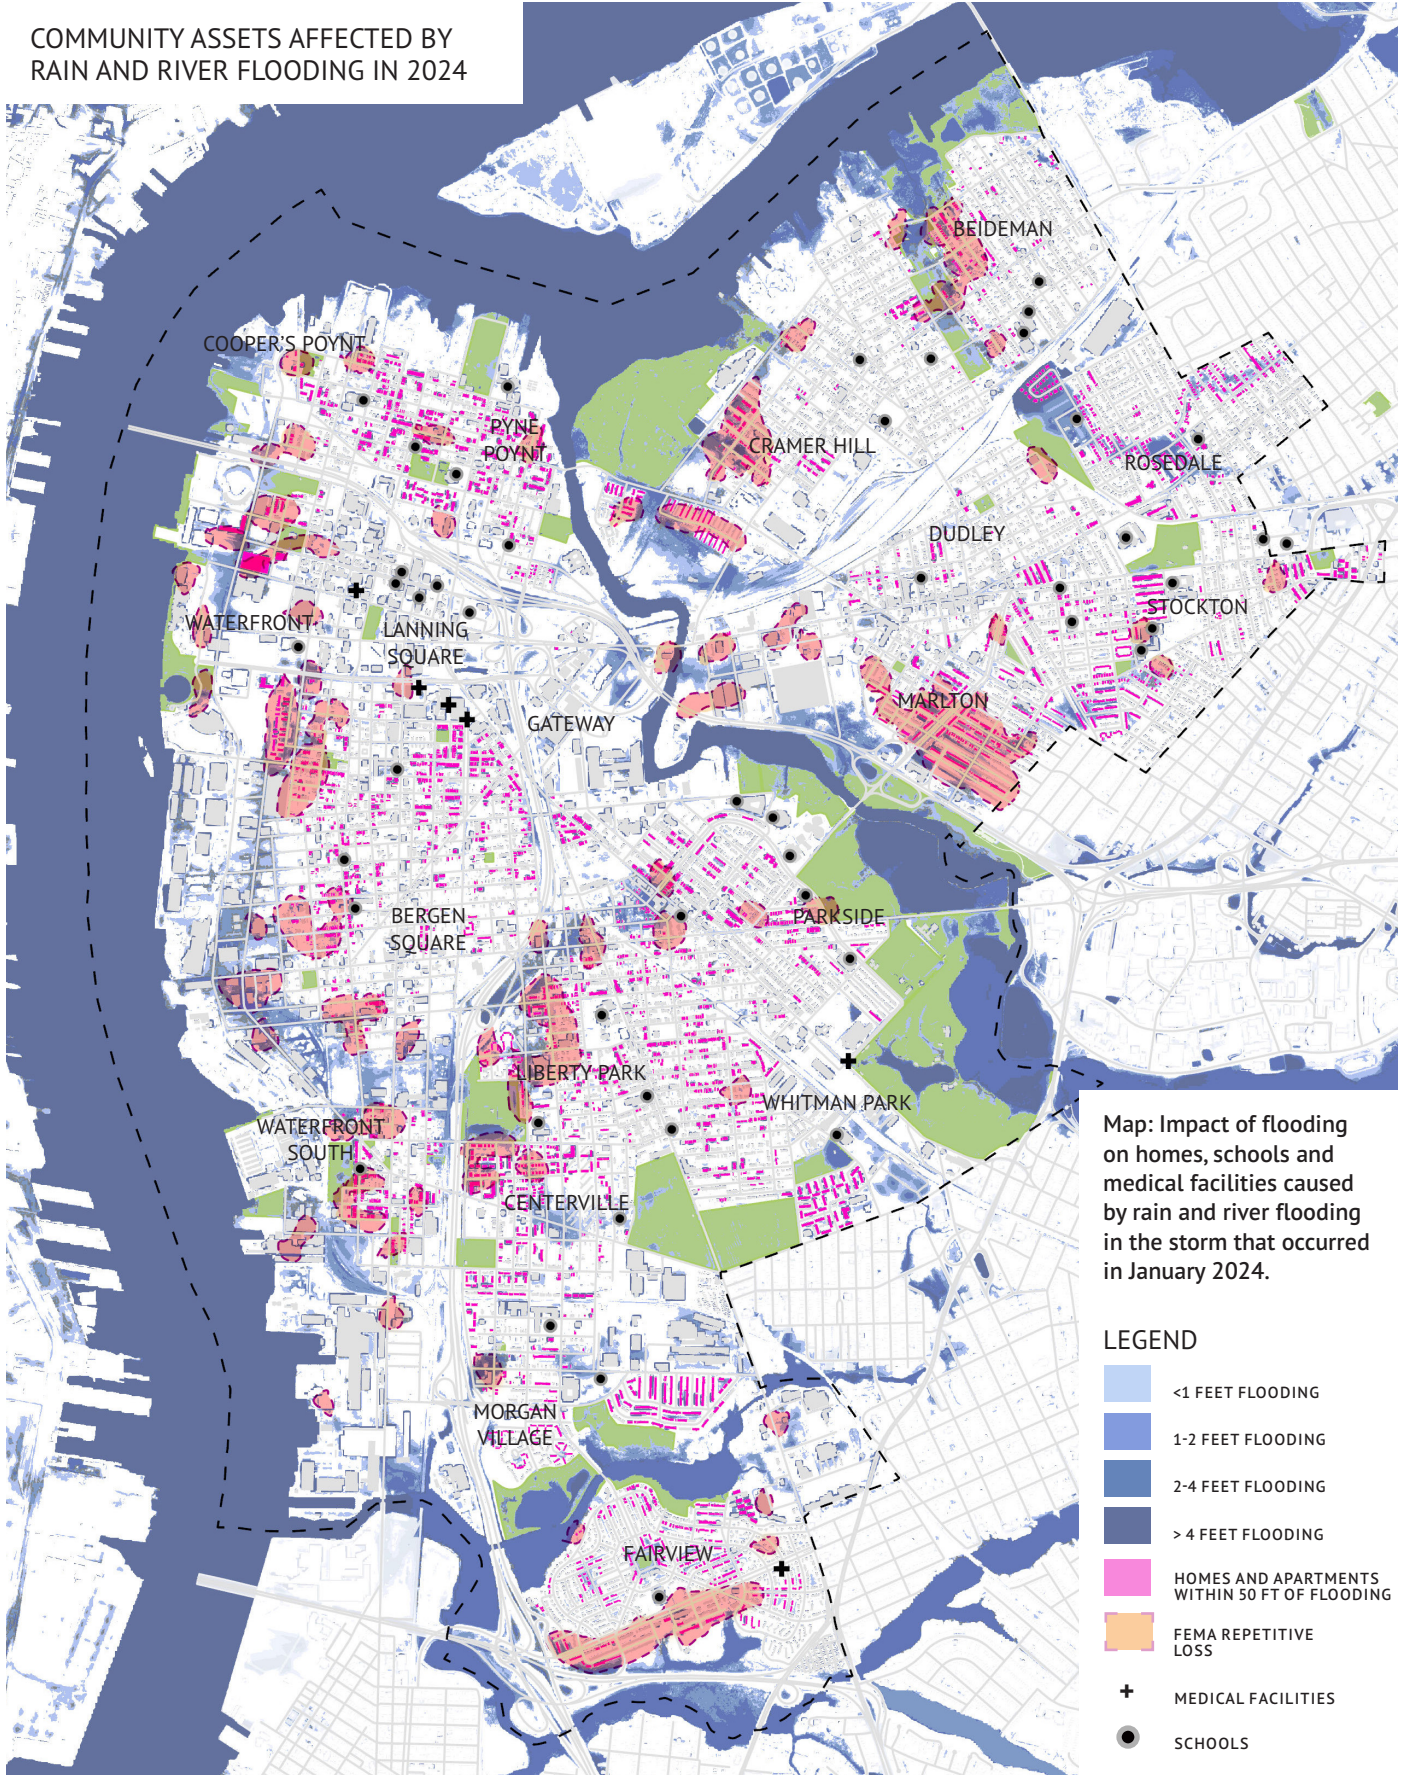 COMMUNITY ASSETS AFFECTED BY
RAIN AND RIVER FLOODING IN 2024
BEIDEMAN
COOPER'S POYNT
PYNE
POYNT
CRAMER HILL
ROSEDALE
DUDLEY
STOCKTON
WATERFRONT
LANNING
SQUARE
MARLTON
GATEWAY
BERGEN
SQUARE
PARKSIDE
LIBERTY PARK
WHITMAN PARK
WATERFRONT
SOUTH
CENTERVILLE
MORGAN
VILLAGE
FAIRVIEW
Map: Impact of flooding
on homes, schools and
medical facilities caused
by rain and river flooding
in the storm that occurred
in January 2024.
LEGEND
<1 FEET FLOODING
1-2 FEET FLOODING
2-4 FEET FLOODING
> 4 FEET FLOODING
HOMES AND APARTMENTS
WITHIN 50 FT OF FLOODING
FEMA REPETITIVE
LOSS
MEDICAL FACILITIES
SCHOOLS